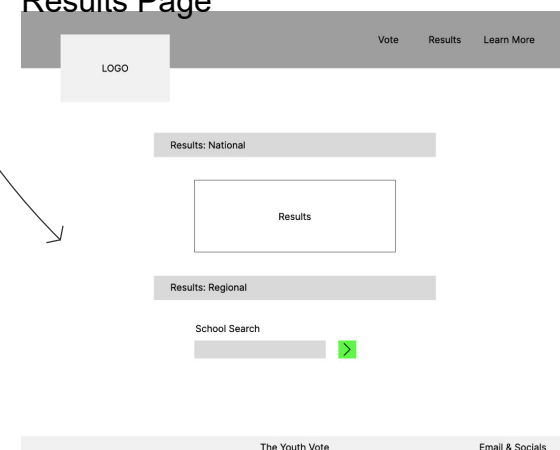 Results Page
Vote Results Learn More
LOGO
Results: National
Results
Results: Regional
School Search
The Youth Vote Email & Socials